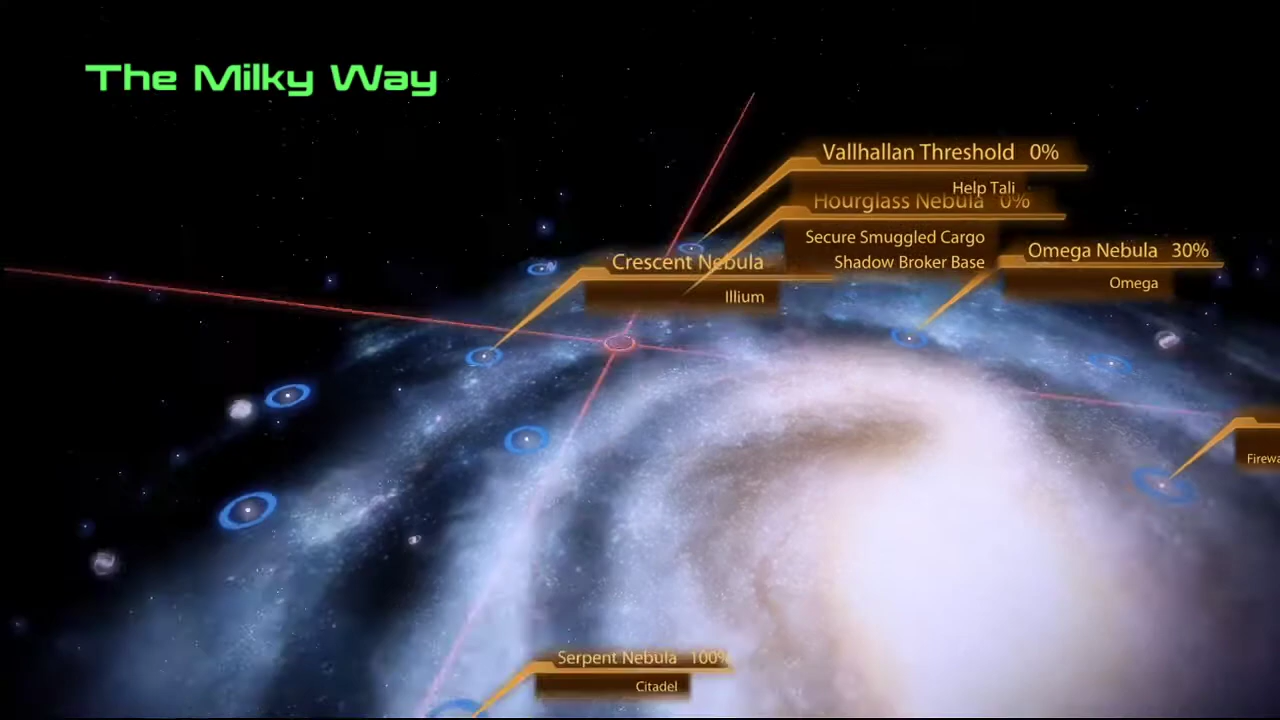 The Milky Way
Vallhallan Threshold 0%
Help Tali
Hourglass Nebula 0%
Secure Smuggled Cargo
Shadow Broker Base
Omega Nebula 30%
Omega
Crescent Nebula
Illium
Firewa
Serpent Nebula 100%
Citadel